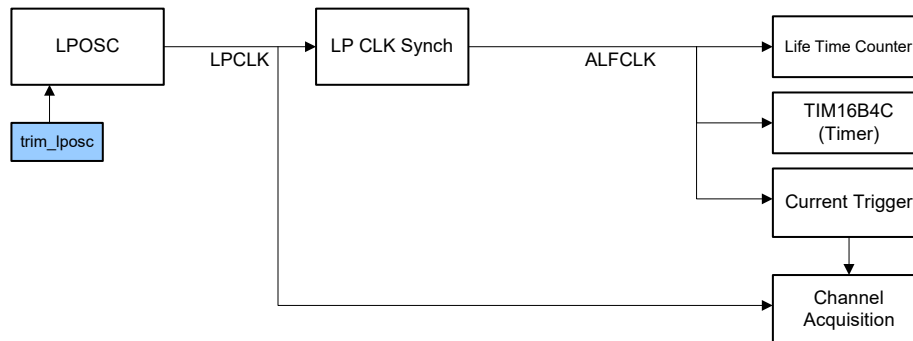 LPOSC
LPCLK
LP CLK Synch
ALFCLK
Life Time Counter
trim_lposc
TIM16B4C
(Timer)
Current Trigger
Channel
Acquisition